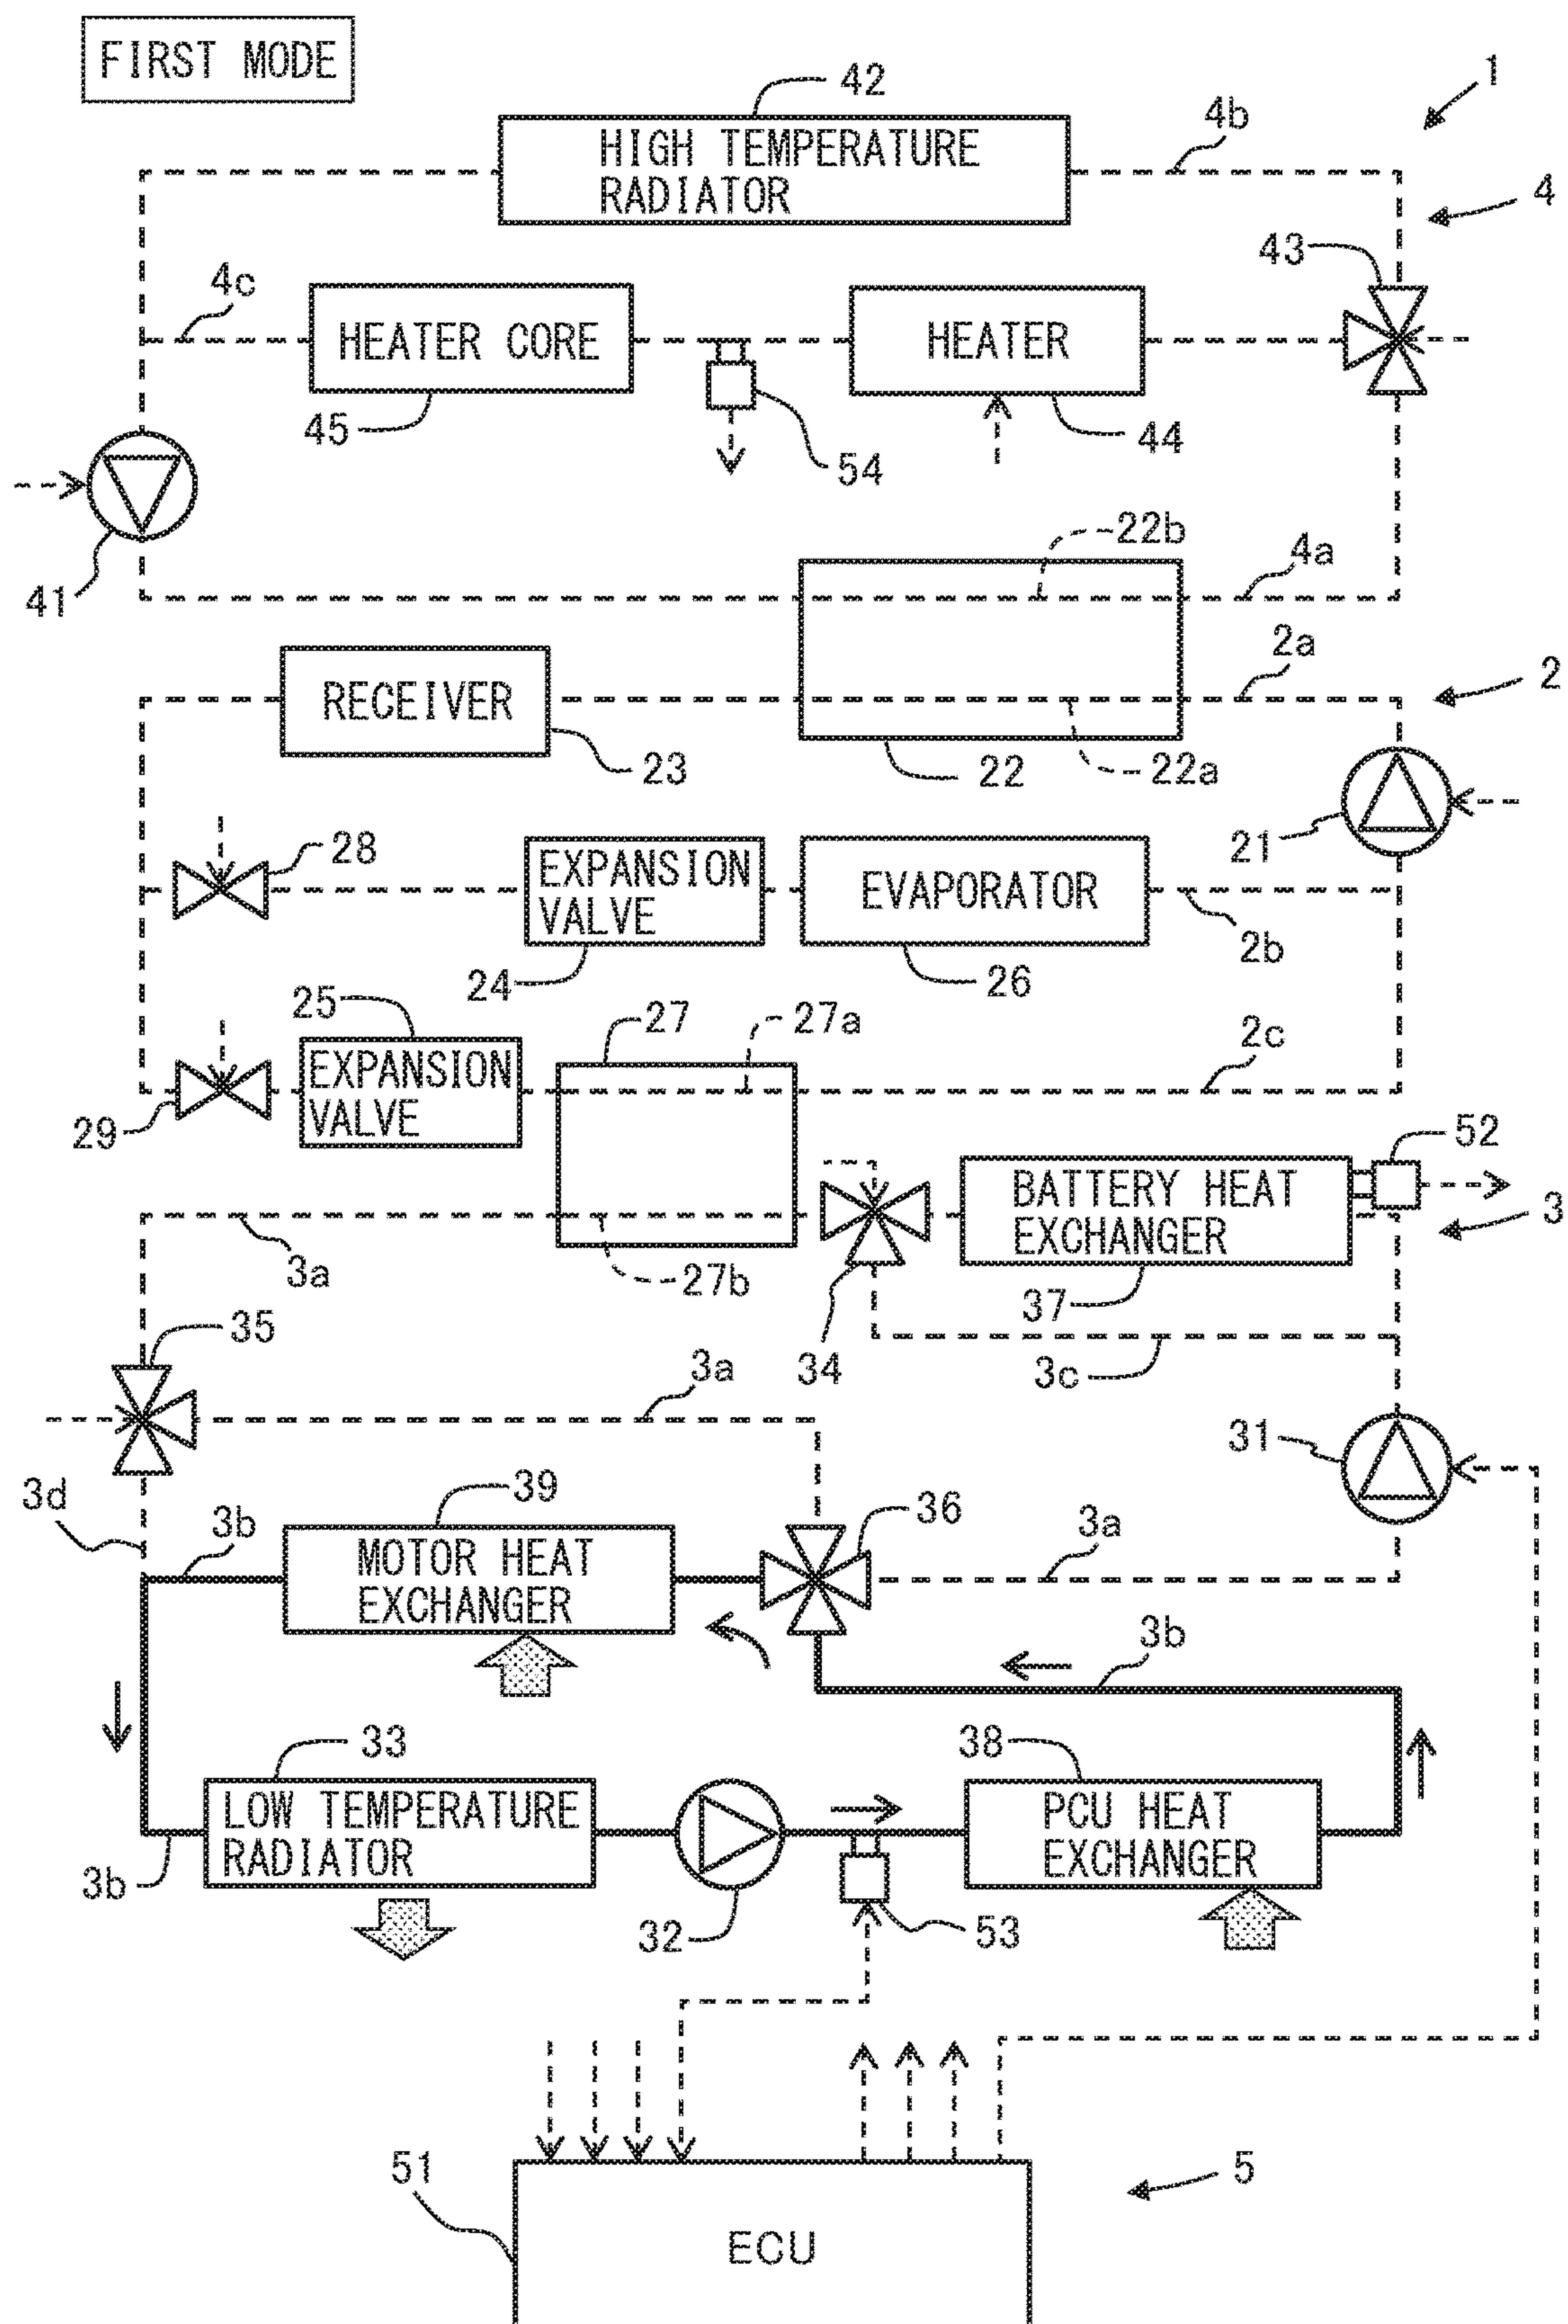 FIRST MODE
1
42
4b
HIGH TEMPERATURE
RADIATOR
4
43
4c
HEATER CORE
HEATER
45
54
44
41
22b
4a
2a
2
RECEIVER
23
22
22a
21
28
EXPANSION
VALVE
EVAPORATOR
24
26
2b
25
27
27a
2c
EXPANSION
VALVE
29
52
BATTERY HEAT
EXCHANGER
3
3a
27b
34
37
35
3a
3c
31
3d
39
36
3b
3a
MOTOR HEAT
EXCHANGER
3b
33
38
LOW TEMPERATURE
RADIATOR
PCU HEAT
EXCHANGER
3b
32
53
51
5
ECU